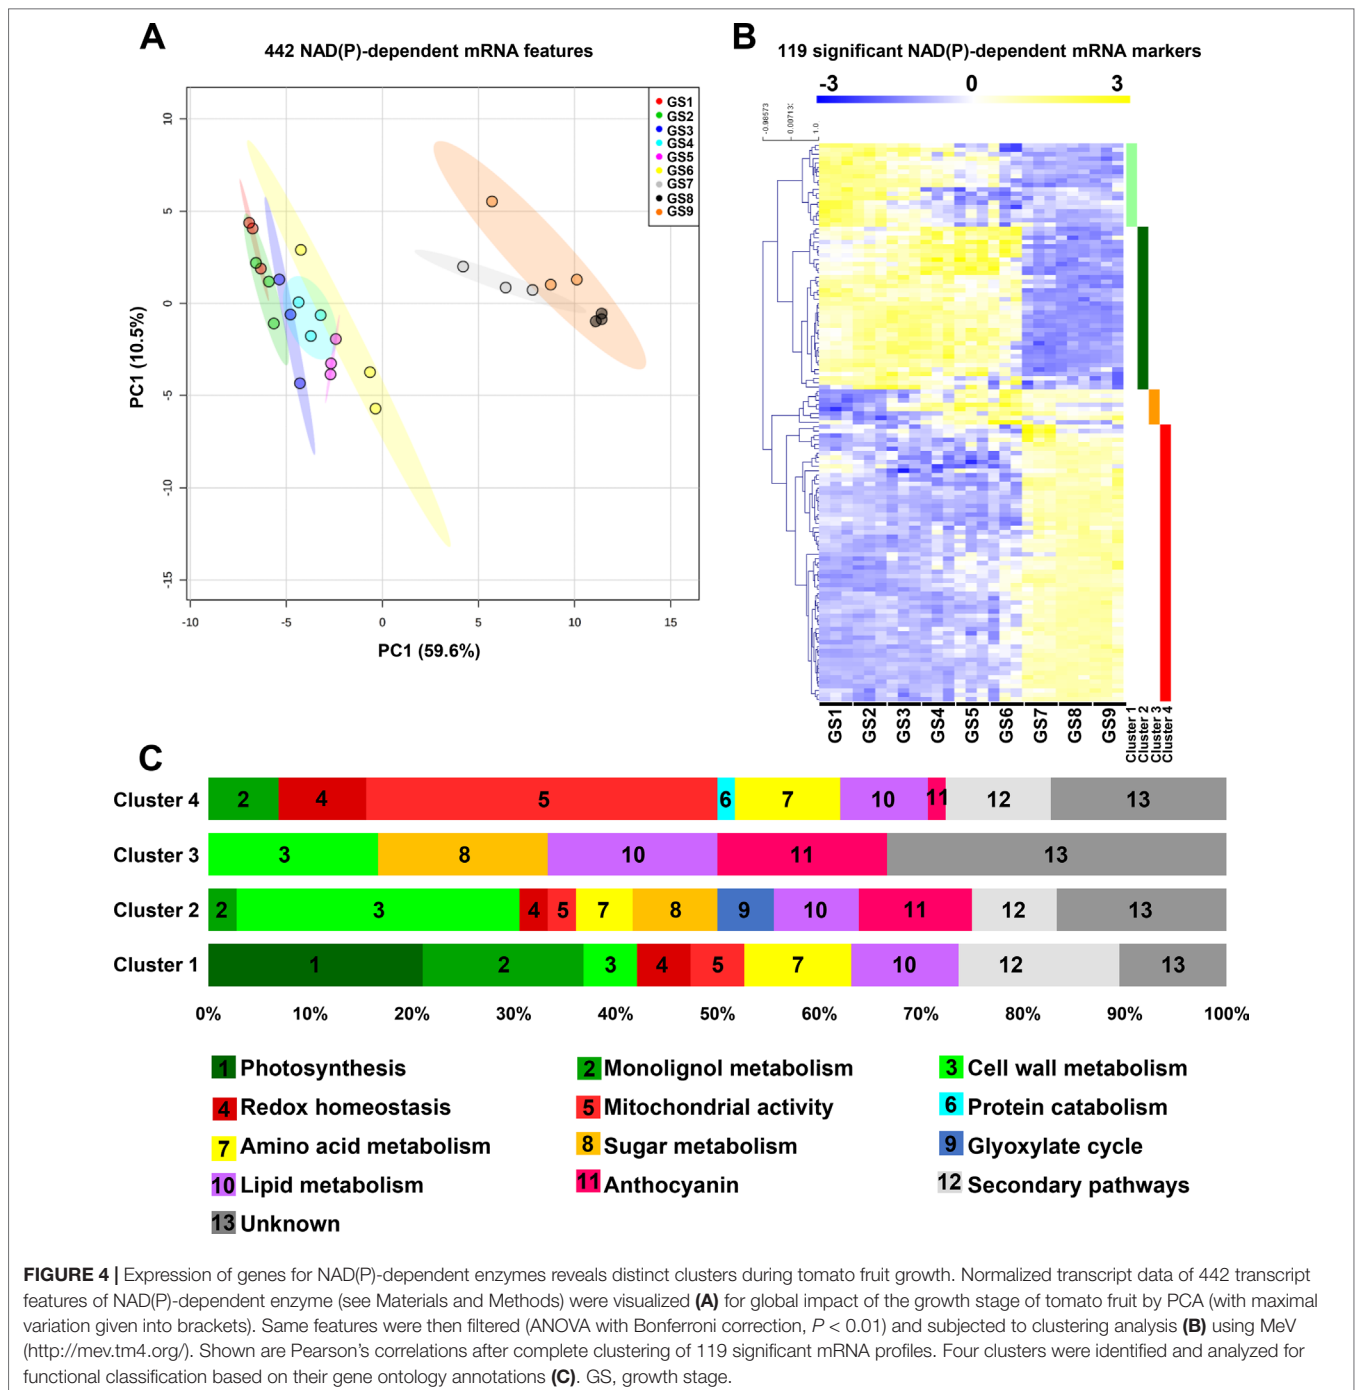 A
442 NAD(P)-dependent mRNA features
GS1
GS2
GS3
GS4
GS5
GS6
GS7
GS8
GS9
10
5
0
-5
-10
-15
PC1 (10.5%)
-10 -5 0 5 10 15
PC1 (59.6%)
B
119 significant NAD(P)-dependent mRNA markers
-3 0 3
1.0
GS1 GS2 GS3 GS4 GS5 GS6 GS7 GS8 GS9
Cluster 1
Cluster 2
Cluster 3
Cluster 4
C
Cluster 4 2 4 5 6 7 10 11 12 13
Cluster 3 3 8 10 11 13
Cluster 2 2 3 4 5 7 8 9 10 11 12 13
Cluster 1 1 2 3 4 5 7 10 12 13
0% 10% 20% 30% 40% 50% 60% 70% 80% 90% 100%
1 Photosynthesis 2 Monolignol metabolism 3 Cell wall metabolism
4 Redox homeostasis 5 Mitochondrial activity 6 Protein catabolism
7 Amino acid metabolism 8 Sugar metabolism 9 Glyoxylate cycle
10 Lipid metabolism 11 Anthocyanin 12 Secondary pathways
13 Unknown
FIGURE 4 | Expression of genes for NAD(P)-dependent enzymes reveals distinct clusters during tomato fruit growth. Normalized transcript data of 442 transcript
features of NAD(P)-dependent enzyme (see Materials and Methods) were visualized (A) for global impact of the growth stage of tomato fruit by PCA (with maximal
variation given into brackets). Same features were then filtered (ANOVA with Bonferroni correction, P < 0.01) and subjected to clustering analysis (B) using MeV
(http://mev.tm4.org/). Shown are Pearson's correlations after complete clustering of 119 significant mRNA profiles. Four clusters were identified and analyzed for
functional classification based on their gene ontology annotations (C). GS, growth stage.